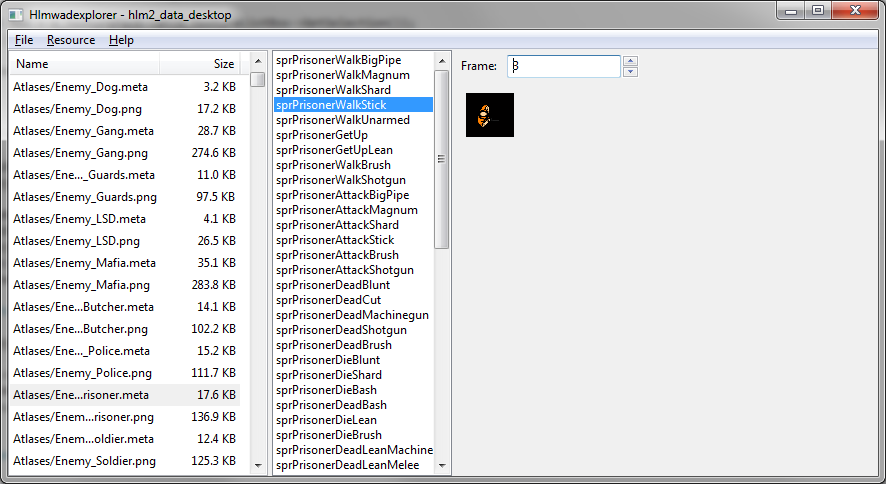 Hlmwadexplorer - hlm2_data_desktop
File Resource Help
Name Size
Atlases/Enemy_Dog.meta 3.2 KB
Atlases/Enemy_Dog.png 17.2 KB
Atlases/Enemy_Gang.meta 28.7 KB
Atlases/Enemy_Gang.png 274.6 KB
Atlases/Ene..._Guards.meta 11.0 KB
Atlases/Enemy_Guards.png 97.5 KB
Atlases/Enemy_LSD.meta 4.1 KB
Atlases/Enemy_LSD.png 26.5 KB
Atlases/Enemy_Mafia.meta 35.1 KB
Atlases/Enemy_Mafia.png 283.8 KB
Atlases/Ene...Butcher.meta 14.1 KB
Atlases/Ene...Butcher.png 102.2 KB
Atlases/Ene..._Police.meta 15.2 KB
Atlases/Enemy_Police.png 111.7 KB
Atlases/Ene...risoner.meta 17.6 KB
Atlases/Enem...risoner.png 136.9 KB
Atlases/Enem...oldier.meta 12.4 KB
Atlases/Enemy_Soldier.png 125.3 KB
sprPrisonerWalkBigPipe
sprPrisonerWalkMagnum
sprPrisonerWalkShard
sprPrisonerWalkStick
sprPrisonerWalkUnarmed
sprPrisonerGetUp
sprPrisonerGetUpLean
sprPrisonerWalkBrush
sprPrisonerWalkShotgun
sprPrisonerAttackBigPipe
sprPrisonerAttackMagnum
sprPrisonerAttackShard
sprPrisonerAttackStick
sprPrisonerAttackBrush
sprPrisonerAttackShotgun
sprPrisonerDeadBlunt
sprPrisonerDeadCut
sprPrisonerDeadMachinegun
sprPrisonerDeadShotgun
sprPrisonerDeadBrush
sprPrisonerDieBlunt
sprPrisonerDieShard
sprPrisonerDieBash
sprPrisonerDeadBash
sprPrisonerDieLean
sprPrisonerDieBrush
sprPrisonerDeadLeanMachine
sprPrisonerDeadLeanMelee
Frame: 3